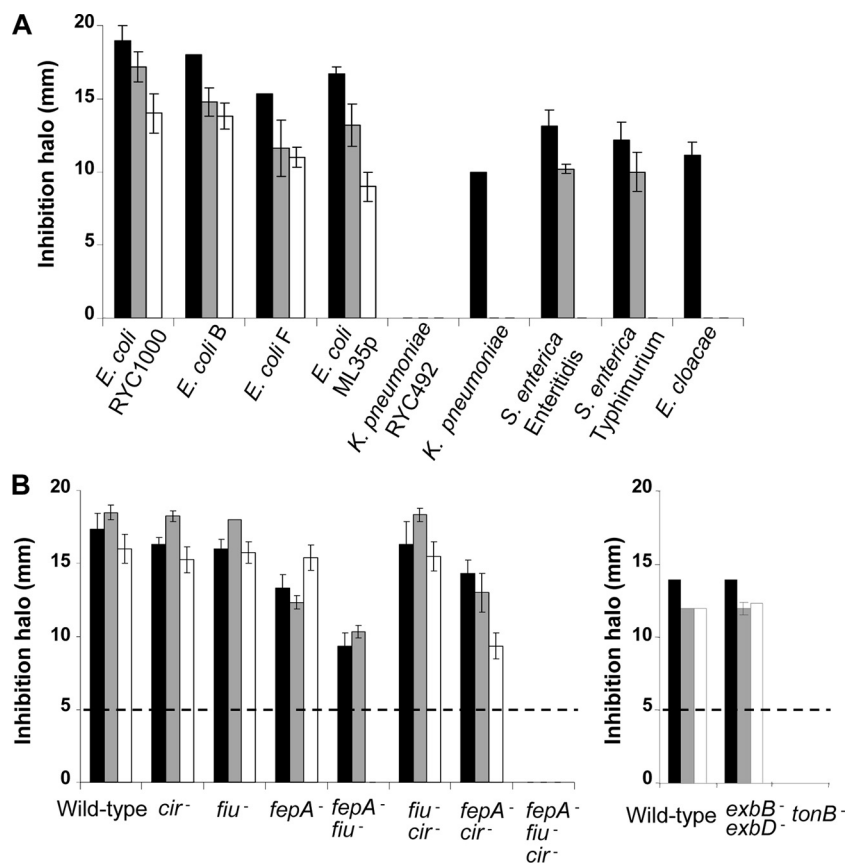 A
Inhibition halo (mm)
20
15
10
5
0
E. coli
RYC1000
E. coli B
E. coli F
E. coli
ML35p
K. pneumoniae
RYC492
K. pneumoniae
S. enterica
Enteritidis
S. enterica
Typhimurium
E. cloacae
B
Inhibition halo (mm)
20
15
10
5
0
Wild-type
cir-
fiu-
fepA-
fepA-
fiu-
fiu-
cir-
fepA-
cir-
fepA-
fiu-
cir-
Inhibition halo (mm)
20
15
10
5
0
Wild-type
exbB-
exbD-
tonB-